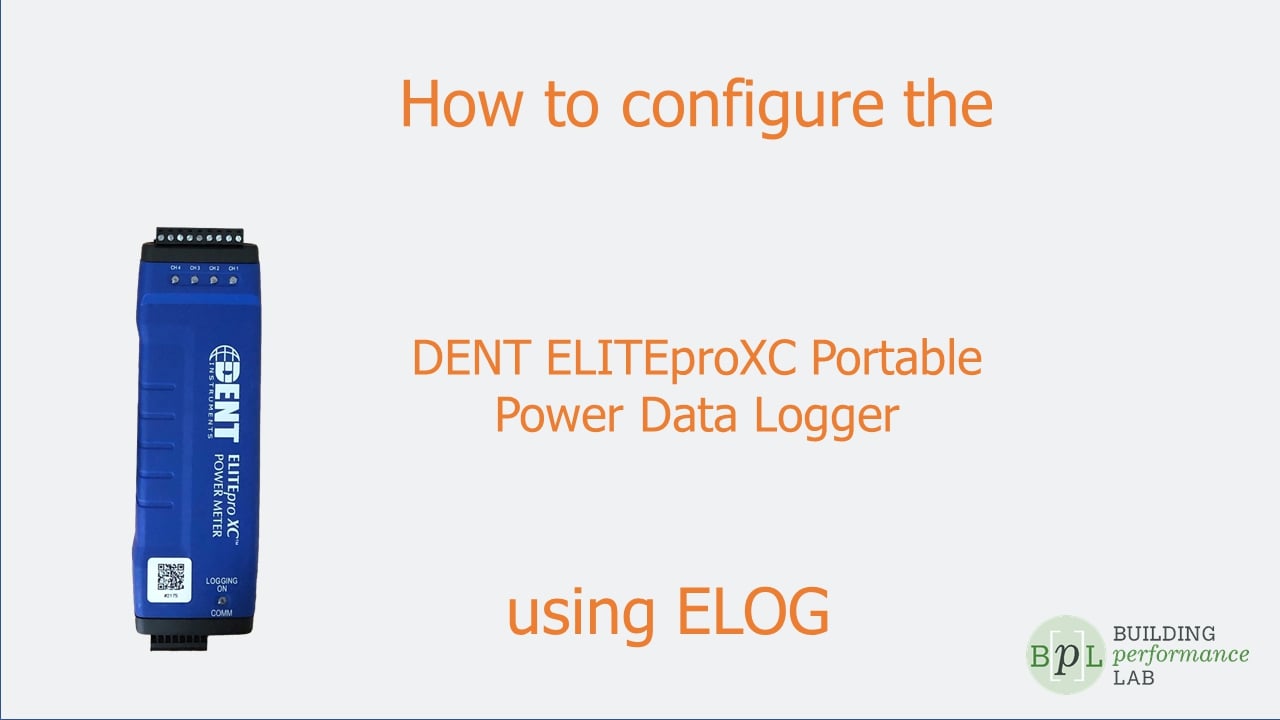 How to configure the
CH 4 CH 3 CH 2 CH 1
DENT
INSTRUMENTS
ELITEpro XC™
POWER METER
DENT ELITEproXC Portable
Power Data Logger
#2175
LOGGING
ON
COMM
using ELOG
BpL
BUILDING
performance
LAB